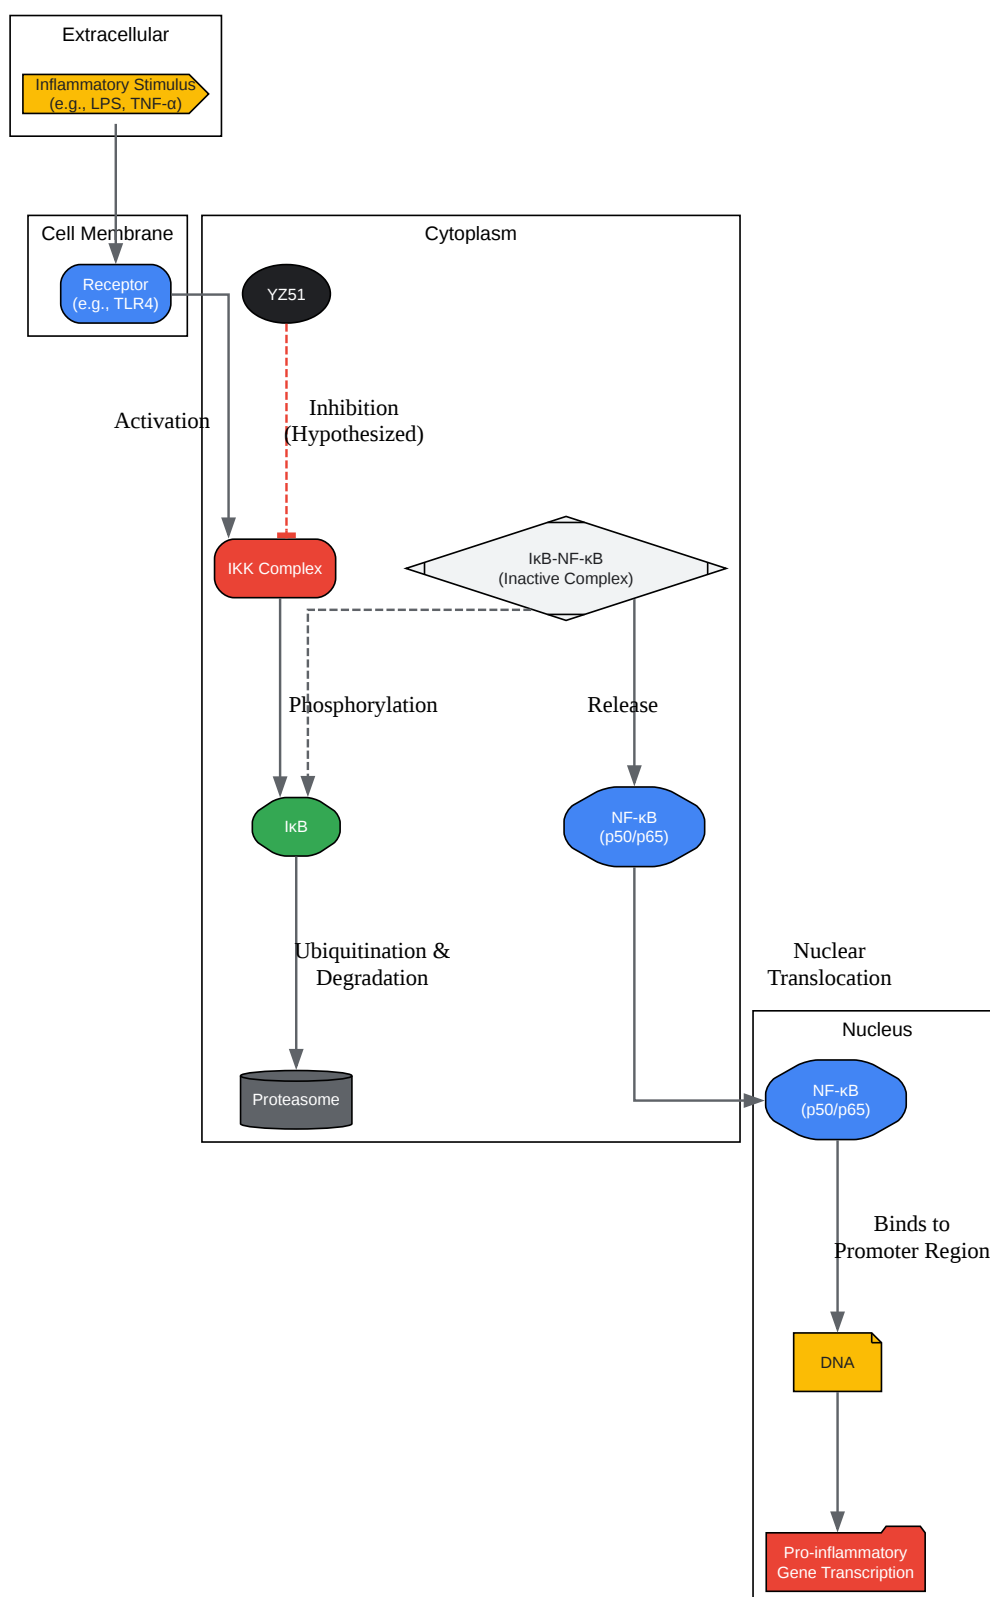 Extracellular
Inflammatory Stimulus
(e.g., LPS, TNF-α)
Cell Membrane
Receptor
(e.g., TLR4)
Cytoplasm
YZ51
Activation
Inhibition
(Hypothesized)
IKK Complex
IκB-NF-κB
(Inactive Complex)
Phosphorylation
Release
IκB
NF-κB
(p50/p65)
Ubiquitination &
Degradation
Nuclear
Translocation
Proteasome
Nucleus
NF-κB
(p50/p65)
Binds to
Promoter Region
DNA
Pro-inflammatory
Gene Transcription